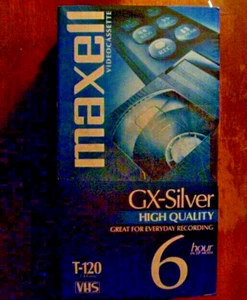 maxell
VIDEOCASSETTE
GX-Silver
HIGH QUALITY
GREAT FOR EVERYDAY RECORDING
6 hour
T-120
VHS